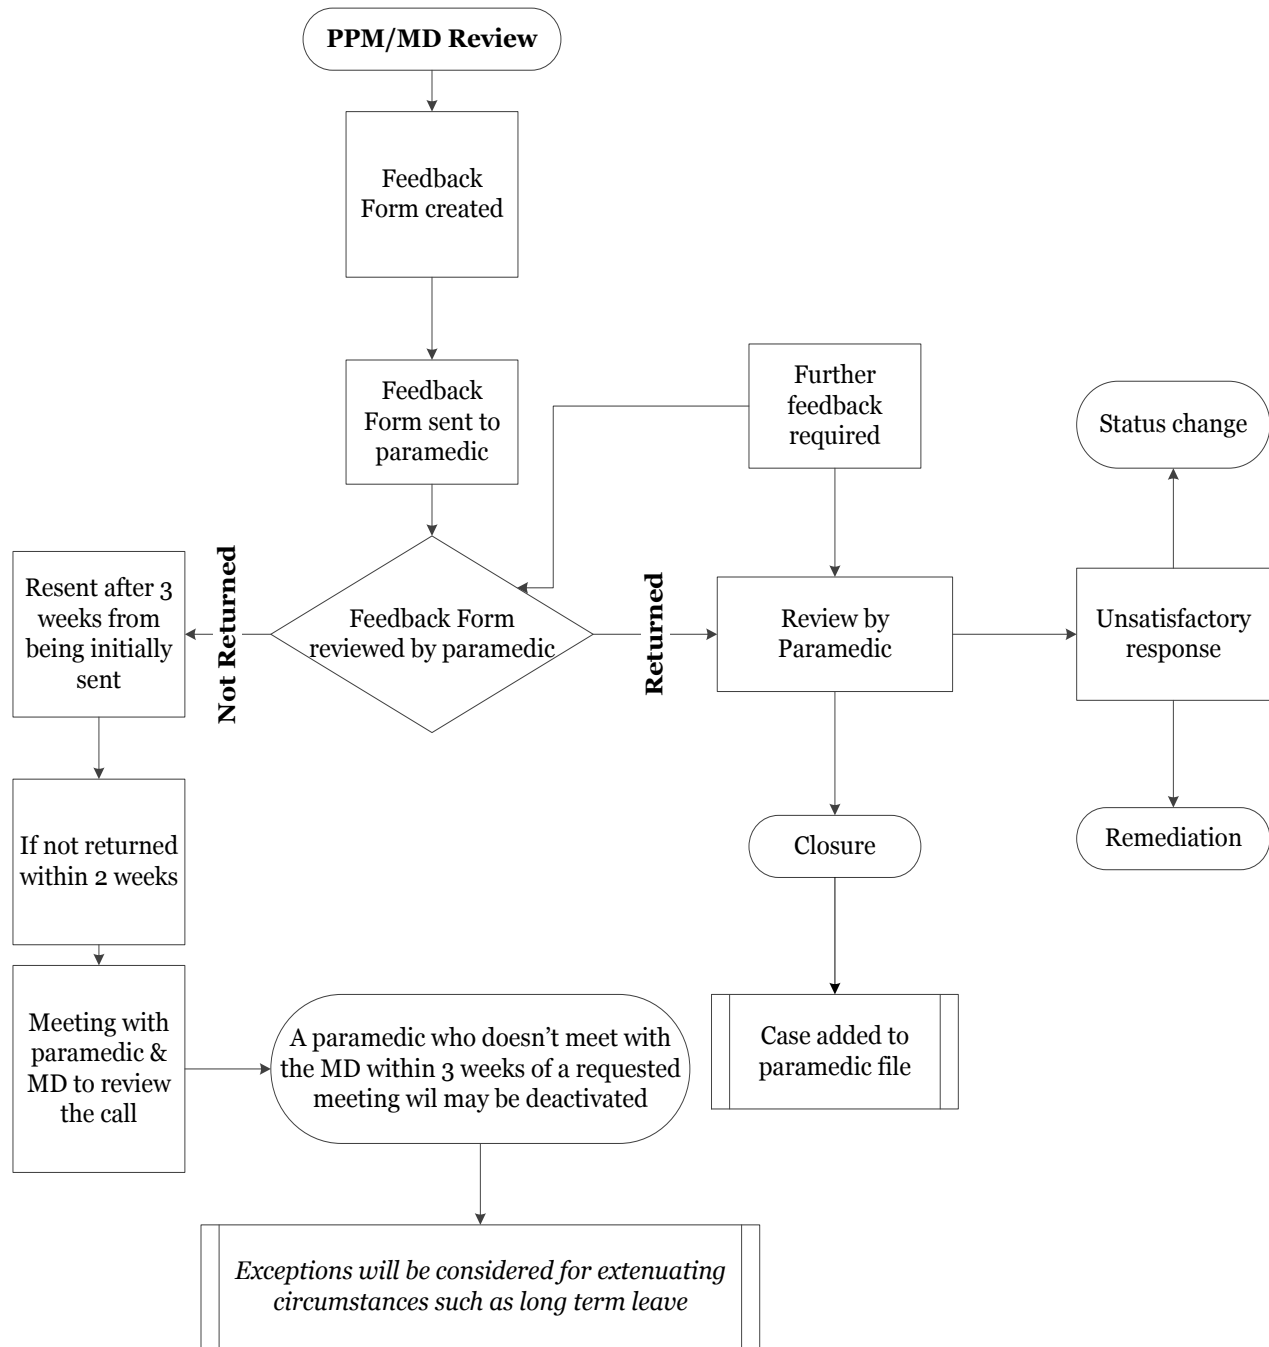 PPM/MD Review
Feedback
Form created
Feedback
Form sent to
paramedic
Further
feedback
required
Status change
Resent after 3
weeks from
being initially
sent
Not Returned
Feedback Form
reviewed by paramedic
Returned
Review by
Paramedic
Unsatisfactory
response
If not returned
within 2 weeks
Closure
Remediation
Meeting with
paramedic &
MD to review
the call
A paramedic who doesn’t meet with
the MD within 3 weeks of a requested
meeting wil may be deactivated
Case added to
paramedic file
Exceptions will be considered for extenuating
circumstances such as long term leave